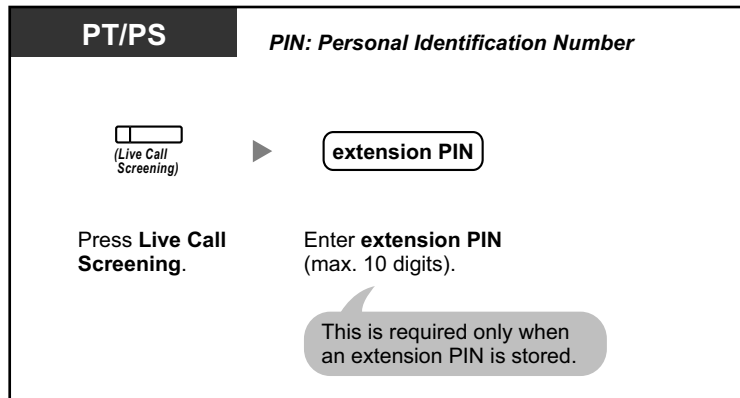 PT/PS
PIN: Personal Identification Number
(Live Call
Screening)
extension PIN
Press Live Call
Screening.
Enter extension PIN
(max. 10 digits).
This is required only when
an extension PIN is stored.